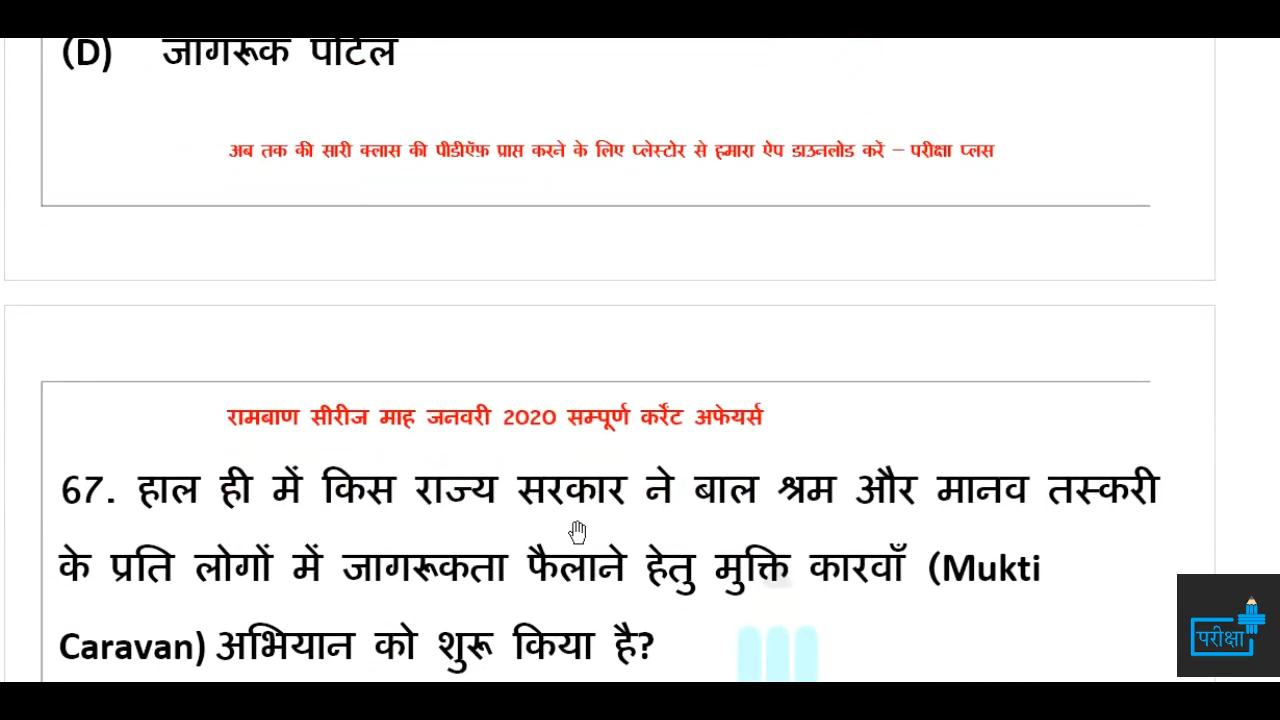 (D) जागरूक पोर्टल
अब तक की सारी क्लास की पीडीऍफ़ प्राप्त करने के लिए प्लेस्टोर से हमारा ऐप डाउनलोड करें – परीक्षा प्लस
रामबाण सीरीज माह जनवरी 2020 सम्पूर्ण कर्रेंट अफेयर्स
67. हाल ही में किस राज्य सरकार ने बाल श्रम और मानव तस्करी
के प्रति लोगों में जागरूकता फैलाने हेतु मुक्ति कारवाँ (Mukti
Caravan) अभियान को शुरू किया है?
परीक्षा